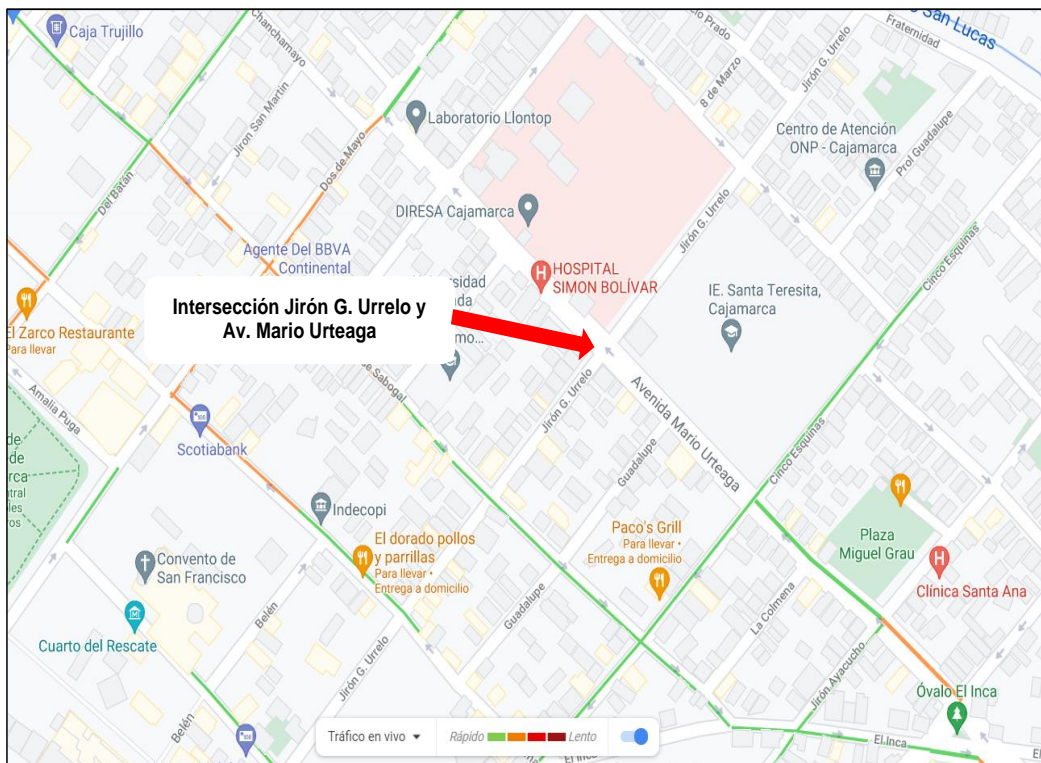 Caja Trujillo
Chanchamayo
Jiron San Martín
Dos de Mayo
Del Batán
Laboratorio Llontop
DIRESA Cajamarca
Agente Del BBVA
Continental
8 de Marzo
Prado
Jirón G. Urrelo
Fraternidad
San Lucas
Centro de Atención
ONP - Cajamarca
Prol Guadalupe
Jirón G. Urrelo
Cinco Esquinas
HOSPITAL
SIMON BOLÍVAR
IE. Santa Teresita,
Cajamarca
Intersección Jirón G. Urrelo y
Av. Mario Urteaga
El Zarco Restaurante
Para llevar
Amalia Puga
Scotiabank
Sabogal
Jirón G. Urrelo
Avenida Mario Urteaga
Guadalupe
Cinco Esquinas
Indecopi
El dorado pollos
y parrillas
Para llevar •
Entrega a domicilio
Paco's Grill
Para llevar •
Entrega a domicilio
Plaza
Miguel Grau
Clínica Santa Ana
Convento de
San Francisco
Cuarto del Rescate
Belén
Belén
Jirón G. Urrelo
Guadalupe
La Colmena
Jirón Ayacucho
Óvalo El Inca
El Inca
El Inca
Tráfico en vivo
Rápido
Lento